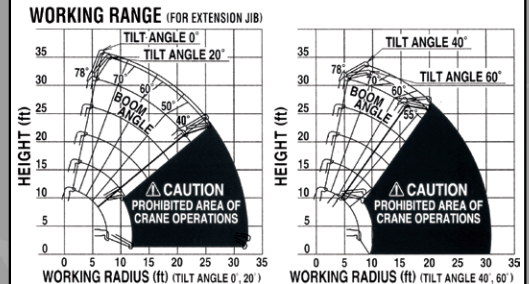 WORKING RANGE (FOR EXTENSION JIB)
TILT ANGLE 0°
TILT ANGLE 20°
78°
70°
60°
50°
40°
BOOM
ANGLE
HEIGHT (ft)
35
30
25
20
15
10
5
0
⚠ CAUTION
PROHIBITED AREA OF
CRANE OPERATIONS
0 5 10 15 20 25 30 35
WORKING RADIUS (ft) (TILT ANGLE 0°, 20°)
TILT ANGLE 40°
TILT ANGLE 60°
78°
70°
60°
55°
BOOM
ANGLE
HEIGHT (ft)
35
30
25
20
15
10
5
0
⚠ CAUTION
PROHIBITED AREA OF
CRANE OPERATIONS
0 5 10 15 20 25 30 35
WORKING RADIUS (ft) (TILT ANGLE 40°, 60°)